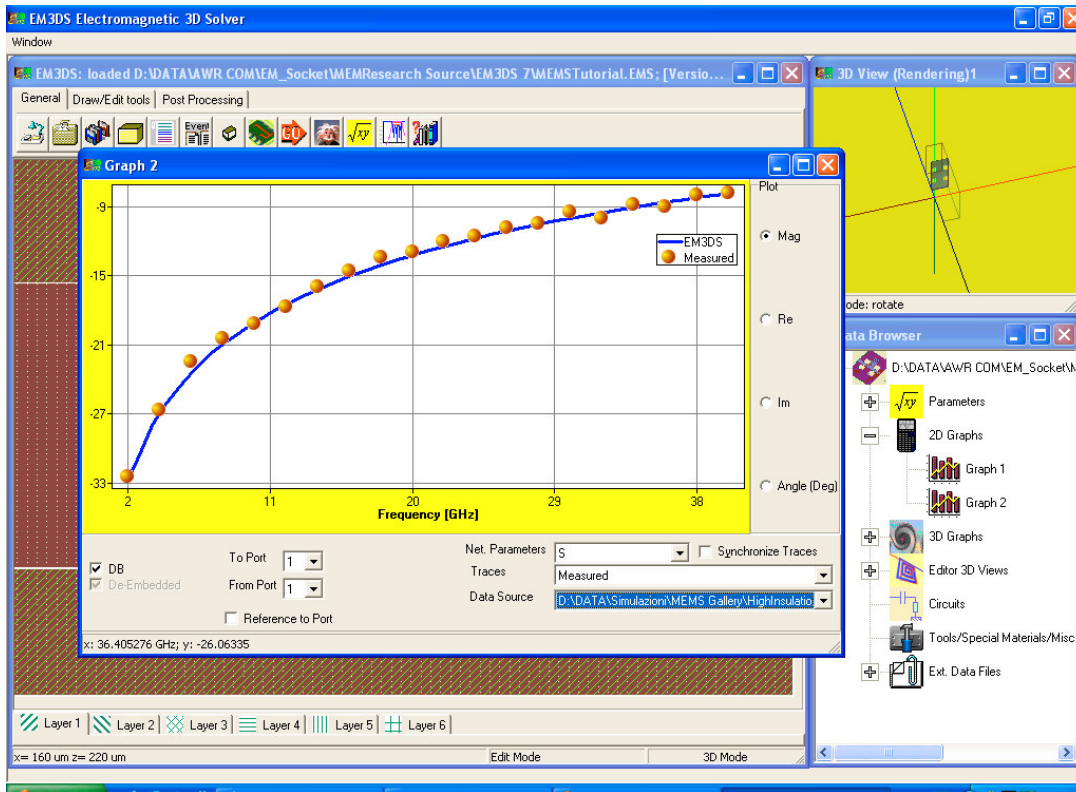 EM3DS Electromagnetic 3D Solver
Window
EM3DS: loaded D:\DATA\AWR COM\EM_Socket\MEMResearch Source\EM3DS 7\MEMSTutorial.EMS; [Versio...
General Draw/Edit tools Post Processing
Event
GO
√xy
Graph 2
-9
-15
-21
-27
-33
2 11 20 29 38
Frequency [GHz]
EM3DS
Measured
Plot
Mag
Re
Im
Angle (Deg)
DB
De-Embedded
To Port 1
From Port 1
Reference to Port
Net. Parameters S Synchronize Traces
Traces Measured
Data Source D:\DATA\Simulazioni\MEMS Gallery\HighInsulatio
x: 36.405276 GHz; y: -26.06335
Layer 1 Layer 2 Layer 3 Layer 4 Layer 5 Layer 6
x= 160 um z= 220 um Edit Mode 3D Mode
3D View (Rendering)1
ode: rotate
ata Browser
D:\DATA\AWR COM\EM_Socket\M
√xy Parameters
2D Graphs
Graph 1
Graph 2
3D Graphs
Editor 3D Views
Circuits
Tools/Special Materials/Misc
Ext. Data Files